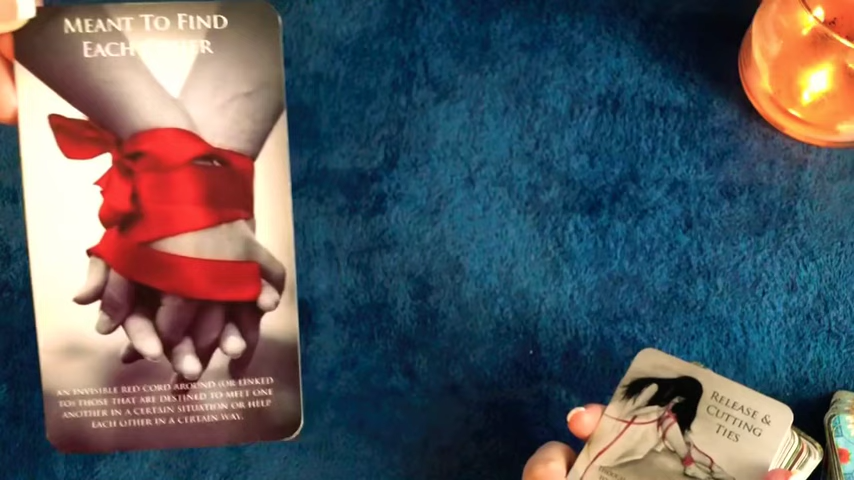 MEANT TO FIND
EACH OTHER
AN INVISIBLE RED CORD AROUND (OR LINKED
TO) THOSE THAT ARE DESTINED TO MEET ONE
ANOTHER IN A CERTAIN SITUATION OR HELP
EACH OTHER IN A CERTAIN WAY.
RELEASE &
CUTTING
TIES